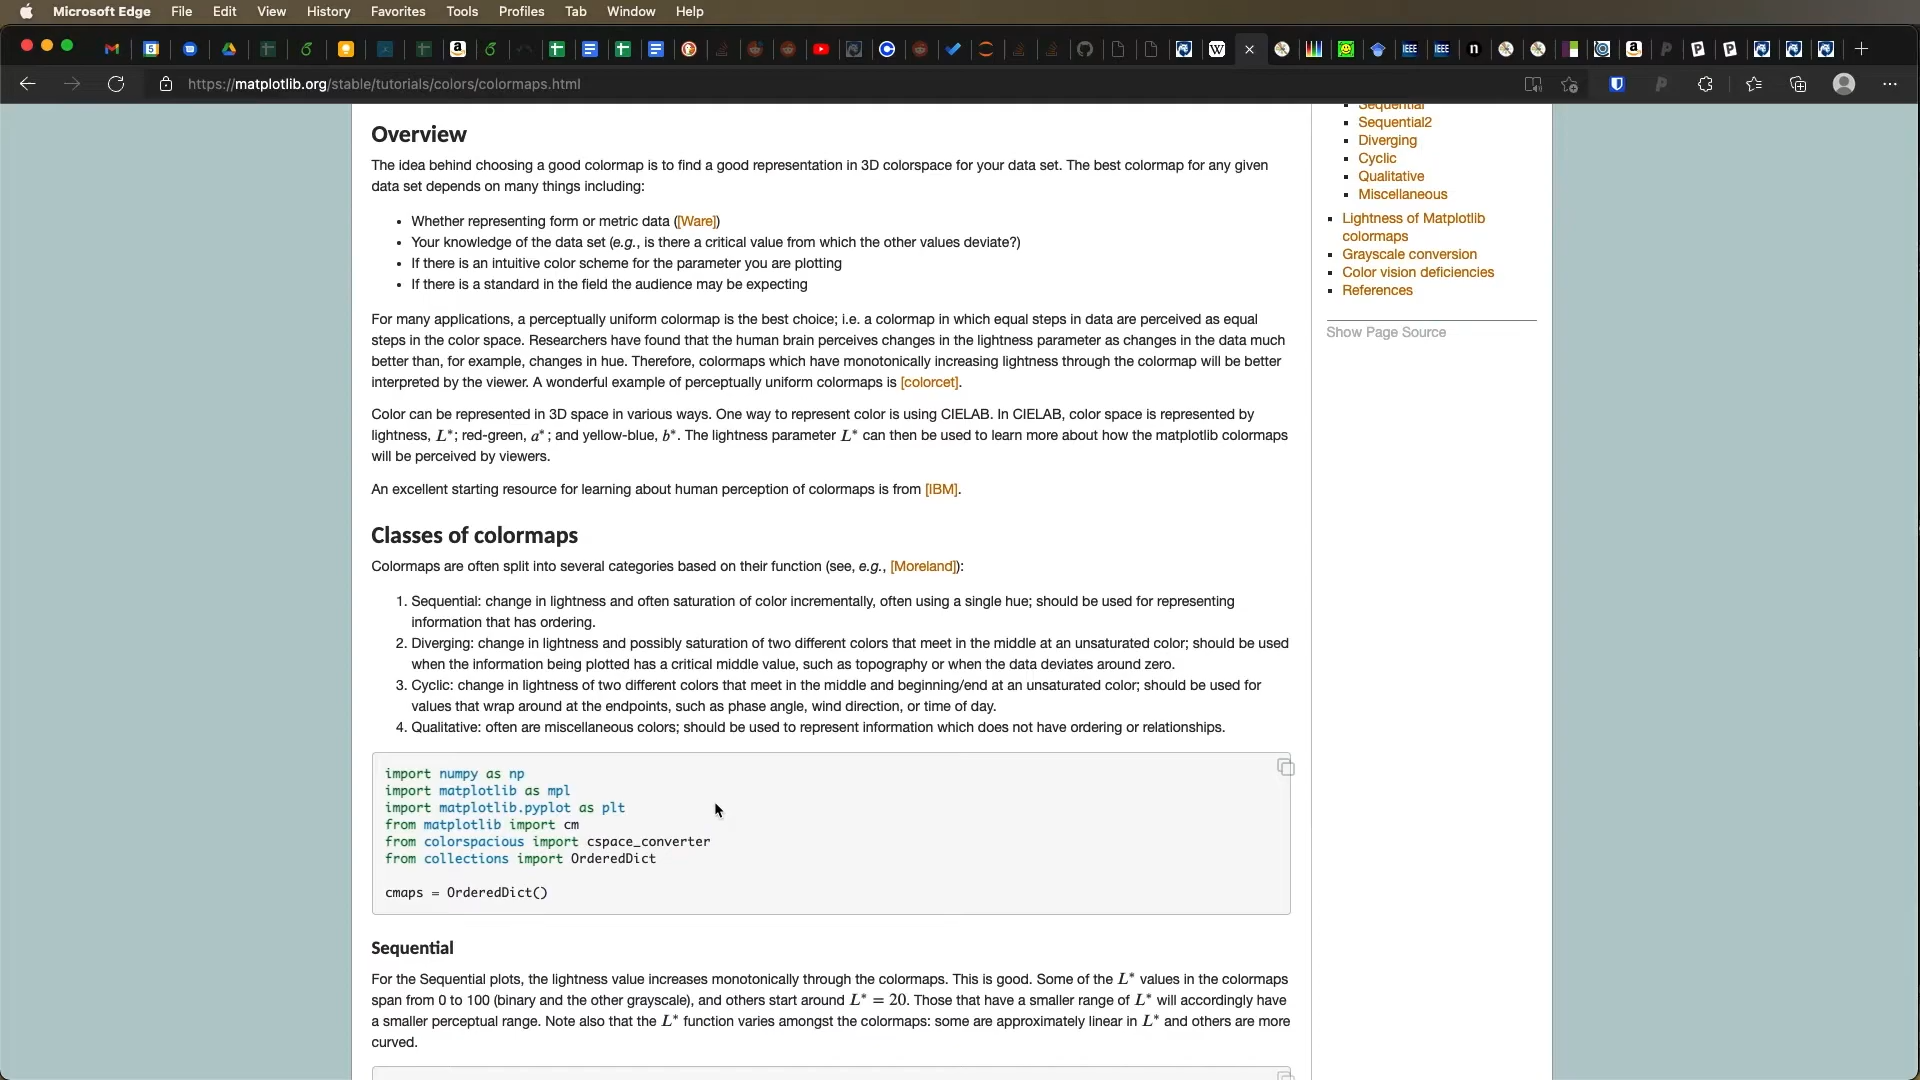 Microsoft Edge File Edit View History Favorites Tools Profiles Tab Window Help
https://matplotlib.org/stable/tutorials/colors/colormaps.html
Overview
The idea behind choosing a good colormap is to find a good representation in 3D colorspace for your data set. The best colormap for any given
data set depends on many things including:
• Whether representing form or metric data ([Ware])
• Your knowledge of the data set (e.g., is there a critical value from which the other values deviate?)
• If there is an intuitive color scheme for the parameter you are plotting
• If there is a standard in the field the audience may be expecting
For many applications, a perceptually uniform colormap is the best choice; i.e. a colormap in which equal steps in data are perceived as equal
steps in the color space. Researchers have found that the human brain perceives changes in the lightness parameter as changes in the data much
better than, for example, changes in hue. Therefore, colormaps which have monotonically increasing lightness through the colormap will be better
interpreted by the viewer. A wonderful example of perceptually uniform colormaps is [colorcet].
Color can be represented in 3D space in various ways. One way to represent color is using CIELAB. In CIELAB, color space is represented by
lightness, L*; red-green, a*; and yellow-blue, b*. The lightness parameter L* can then be used to learn more about how the matplotlib colormaps
will be perceived by viewers.
An excellent starting resource for learning about human perception of colormaps is from [IBM].
Classes of colormaps
Colormaps are often split into several categories based on their function (see, e.g., [Moreland]):
1. Sequential: change in lightness and often saturation of color incrementally, often using a single hue; should be used for representing
information that has ordering.
2. Diverging: change in lightness and possibly saturation of two different colors that meet in the middle at an unsaturated color; should be used
when the information being plotted has a critical middle value, such as topography or when the data deviates around zero.
3. Cyclic: change in lightness of two different colors that meet in the middle and beginning/end at an unsaturated color; should be used for
values that wrap around at the endpoints, such as phase angle, wind direction, or time of day.
4. Qualitative: often are miscellaneous colors; should be used to represent information which does not have ordering or relationships.
import numpy as np
import matplotlib as mpl
import matplotlib.pyplot as plt
from matplotlib import cm
from colorspacious import cspace_converter
from collections import OrderedDict
cmaps = OrderedDict()
Sequential
For the Sequential plots, the lightness value increases monotonically through the colormaps. This is good. Some of the L* values in the colormaps
span from 0 to 100 (binary and the other grayscale), and others start around L* = 20. Those that have a smaller range of L* will accordingly have
a smaller perceptual range. Note also that the L* function varies amongst the colormaps: some are approximately linear in L* and others are more
curved.
Sequential
Sequential2
Diverging
Cyclic
Qualitative
Miscellaneous
Lightness of Matplotlib
colormaps
Grayscale conversion
Color vision deficiencies
References
Show Page Source